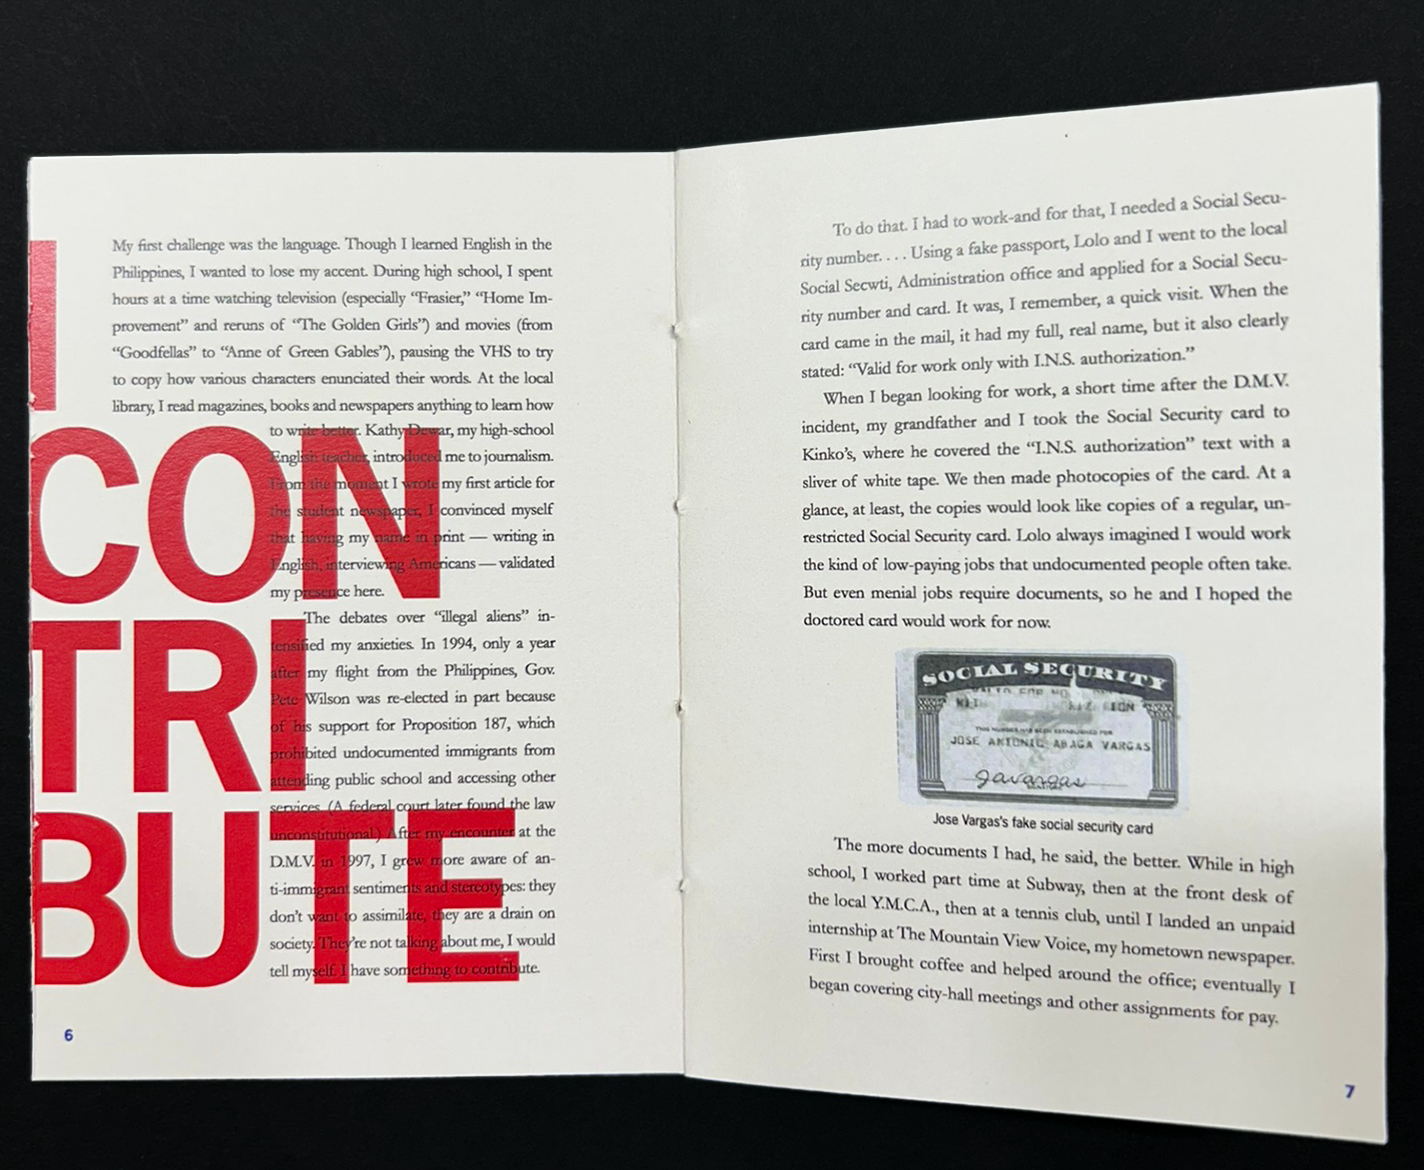 I
CON
TRI
BUTE
My first challenge was the language. Though I learned English in the
Philippines, I wanted to lose my accent. During high school, I spent
hours at a time watching television (especially “Frasier,” “Home Im-
provement” and reruns of “The Golden Girls”) and movies (from
“Goodfellas” to “Anne of Green Gables”), pausing the VHS to try
to copy how various characters enunciated their words. At the local
library, I read magazines, books and newspapers anything to learn how
to write better. Kathy Dewar, my high-school
English teacher, introduced me to journalism.
From the moment I wrote my first article for
the student newspaper, I convinced myself
that having my name in print — writing in
English, interviewing Americans — validated
my presence here.
The debates over “illegal aliens” in-
tensified my anxieties. In 1994, only a year
after my flight from the Philippines, Gov.
Pete Wilson was re-elected in part because
of his support for Proposition 187, which
prohibited undocumented immigrants from
attending public school and accessing other
services. (A federal court later found the law
unconstitutional.) After my encounter at the
D.M.V. in 1997, I grew more aware of an-
ti-immigrant sentiments and stereotypes: they
don’t want to assimilate, they are a drain on
society. They’re not talking about me, I would
tell myself. I have something to contribute.
6
To do that. I had to work-and for that, I needed a Social Secu-
rity number. . . . Using a fake passport, Lolo and I went to the local
Social Secwti, Administration office and applied for a Social Secu-
rity number and card. It was, I remember, a quick visit. When the
card came in the mail, it had my full, real name, but it also clearly
stated: “Valid for work only with I.N.S. authorization.”
When I began looking for work, a short time after the D.M.V.
incident, my grandfather and I took the Social Security card to
Kinko’s, where he covered the “I.N.S. authorization” text with a
sliver of white tape. We then made photocopies of the card. At a
glance, at least, the copies would look like copies of a regular, un-
restricted Social Security card. Lolo always imagined I would work
the kind of low-paying jobs that undocumented people often take.
But even menial jobs require documents, so he and I hoped the
doctored card would work for now.
SOCIAL SECURITY
THIS NUMBER HAS BEEN ESTABLISHED FOR
JOSE ANTONIO ABAGA VARGAS
javargas
Jose Vargas’s fake social security card
The more documents I had, he said, the better. While in high
school, I worked part time at Subway, then at the front desk of
the local Y.M.C.A., then at a tennis club, until I landed an unpaid
internship at The Mountain View Voice, my hometown newspaper.
First I brought coffee and helped around the office; eventually I
began covering city-hall meetings and other assignments for pay.
7